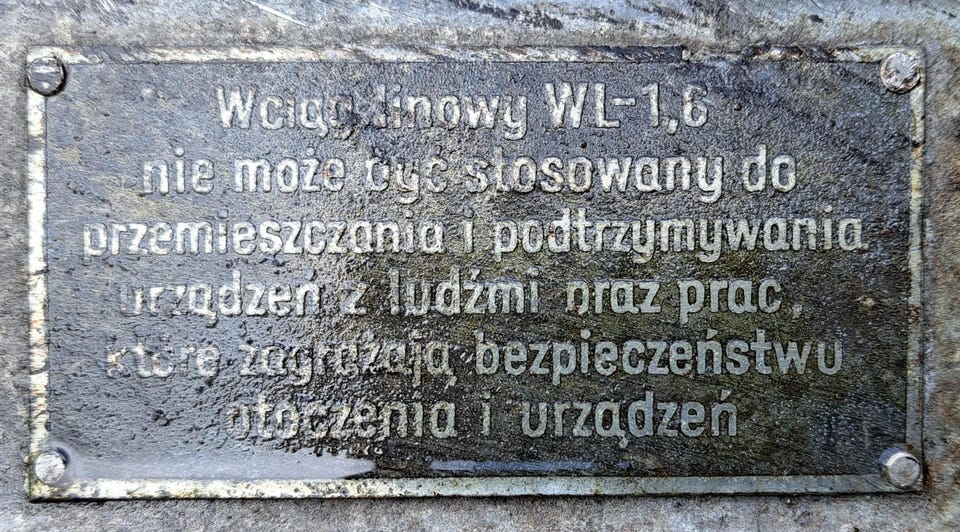 Wciąg linowy WL-1,6
nie może być stosowany do
przemieszczania i podtrzymywania
urządzeń z ludźmi oraz prac,
które zagrażają bezpieczeństwu
otoczenia i urządzeń